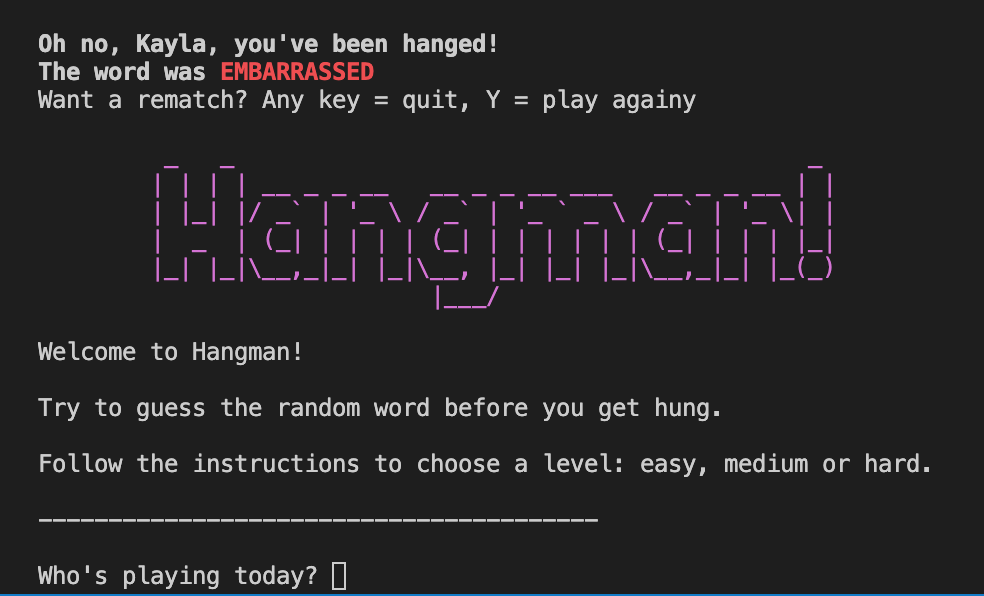 Oh no, Kayla, you've been hanged!
The word was EMBARRASSED
Want a rematch? Any key = quit, Y = play againy
Hangman!
Welcome to Hangman!
Try to guess the random word before you get hung.
Follow the instructions to choose a level: easy, medium or hard.
________________________________________
Who's playing today?